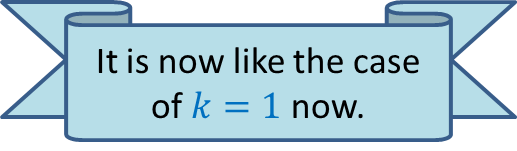 It is now like the case
of k = 1 now.